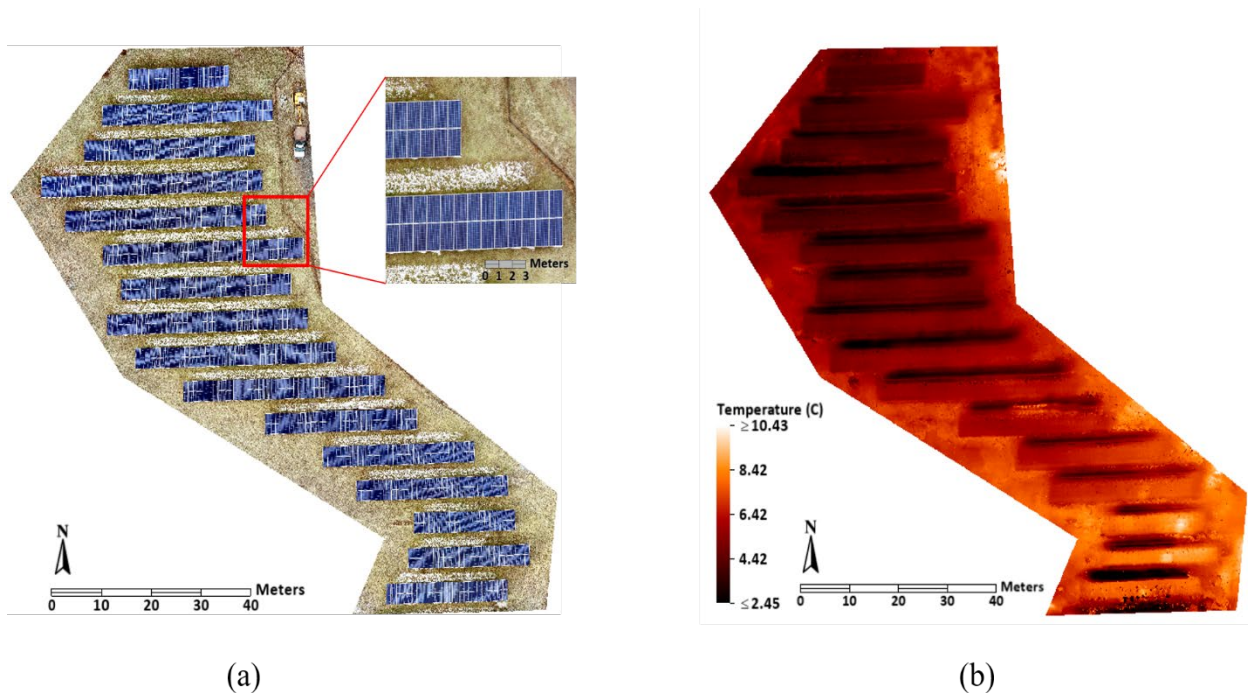 Meters
0 1 2 3
N
Meters
0 10 20 30 40
(a)
Temperature (C)
≥10.43
8.42
6.42
4.42
≤2.45
N
Meters
0 10 20 30 40
(b)